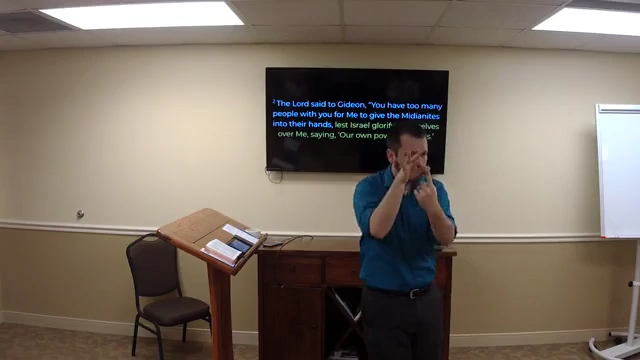 2 The Lord said to Gideon, “You have too many
people with you for Me to give the Midianites
into their hands, lest Israel glorify
over Me, saying, ‘Our own